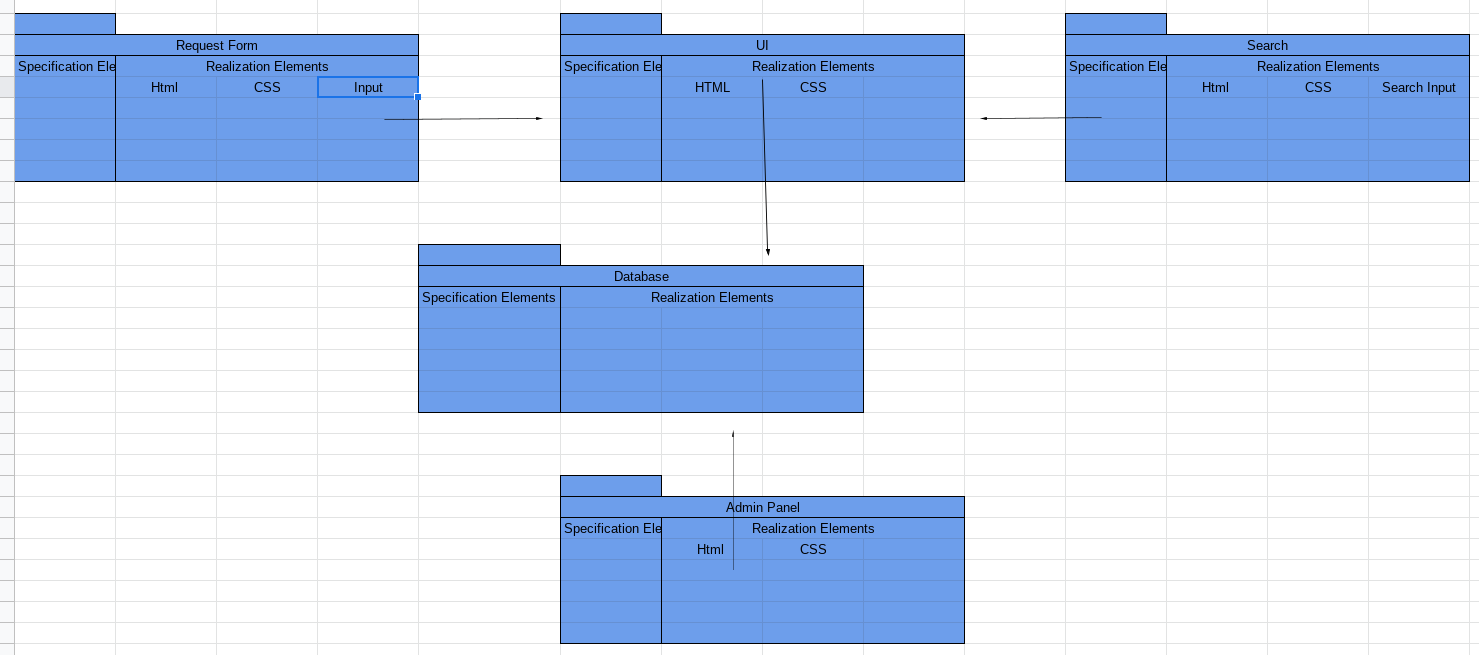 Request Form
Specification Ele
Realization Elements
Html
CSS
Input
UI
Specification Ele
Realization Elements
HTML
CSS
Search
Specification Ele
Realization Elements
Html
CSS
Search Input
Database
Specification Elements
Realization Elements
Admin Panel
Specification Ele
Realization Elements
Html
CSS